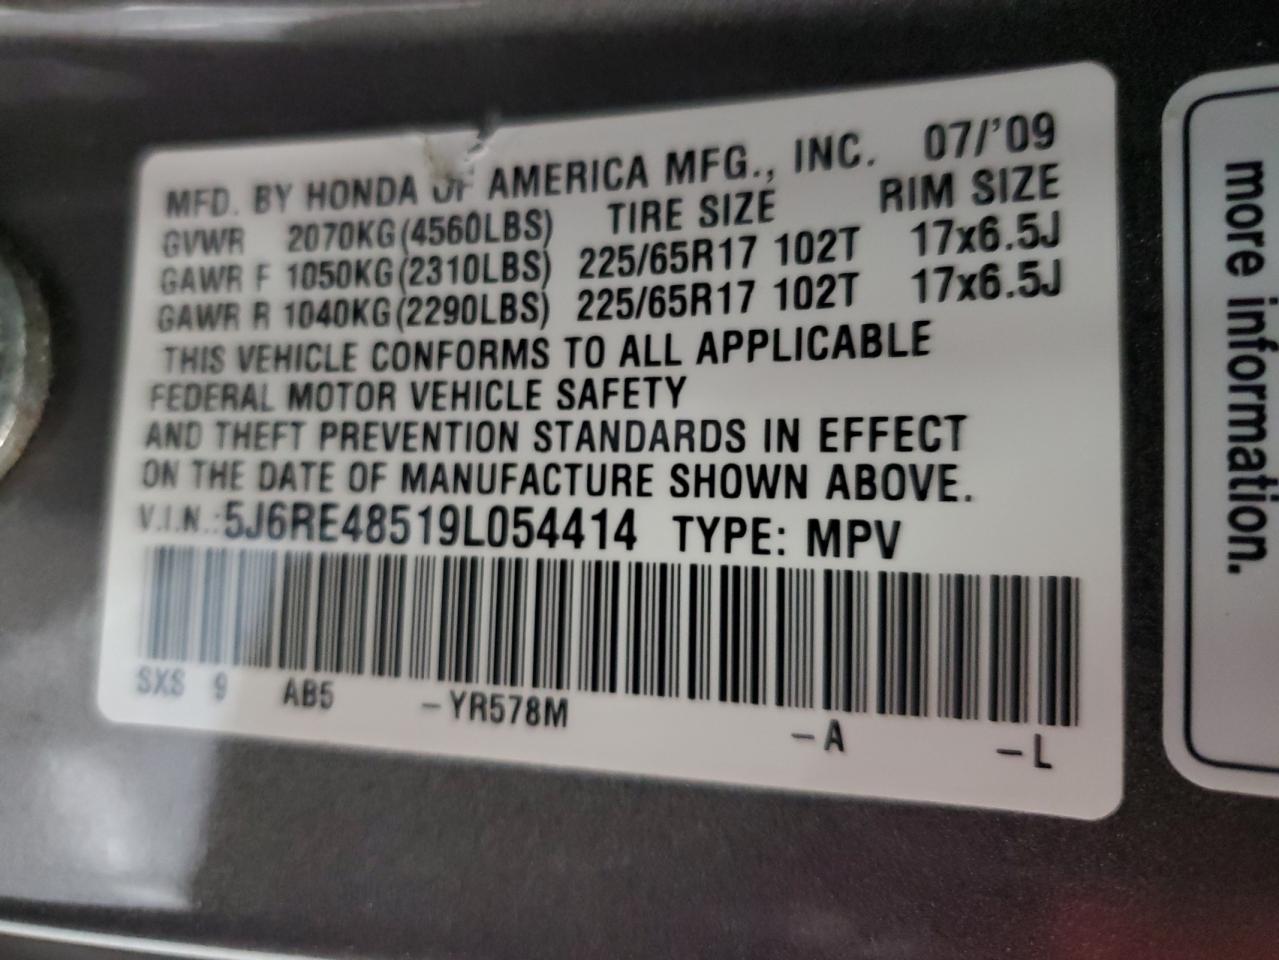 MFD. BY HONDA OF AMERICA MFG., INC. 07/'09
GVWR 2070KG(4560LBS) TIRE SIZE RIM SIZE
GAWR F 1050KG(2310LBS) 225/65R17 102T 17x6.5J
GAWR R 1040KG(2290LBS) 225/65R17 102T 17x6.5J
THIS VEHICLE CONFORMS TO ALL APPLICABLE
FEDERAL MOTOR VEHICLE SAFETY
AND THEFT PREVENTION STANDARDS IN EFFECT
ON THE DATE OF MANUFACTURE SHOWN ABOVE.
V.I.N.:5J6RE48519L054414 TYPE: MPV
SXS 9 AB5 -YR578M -A -L
more information.